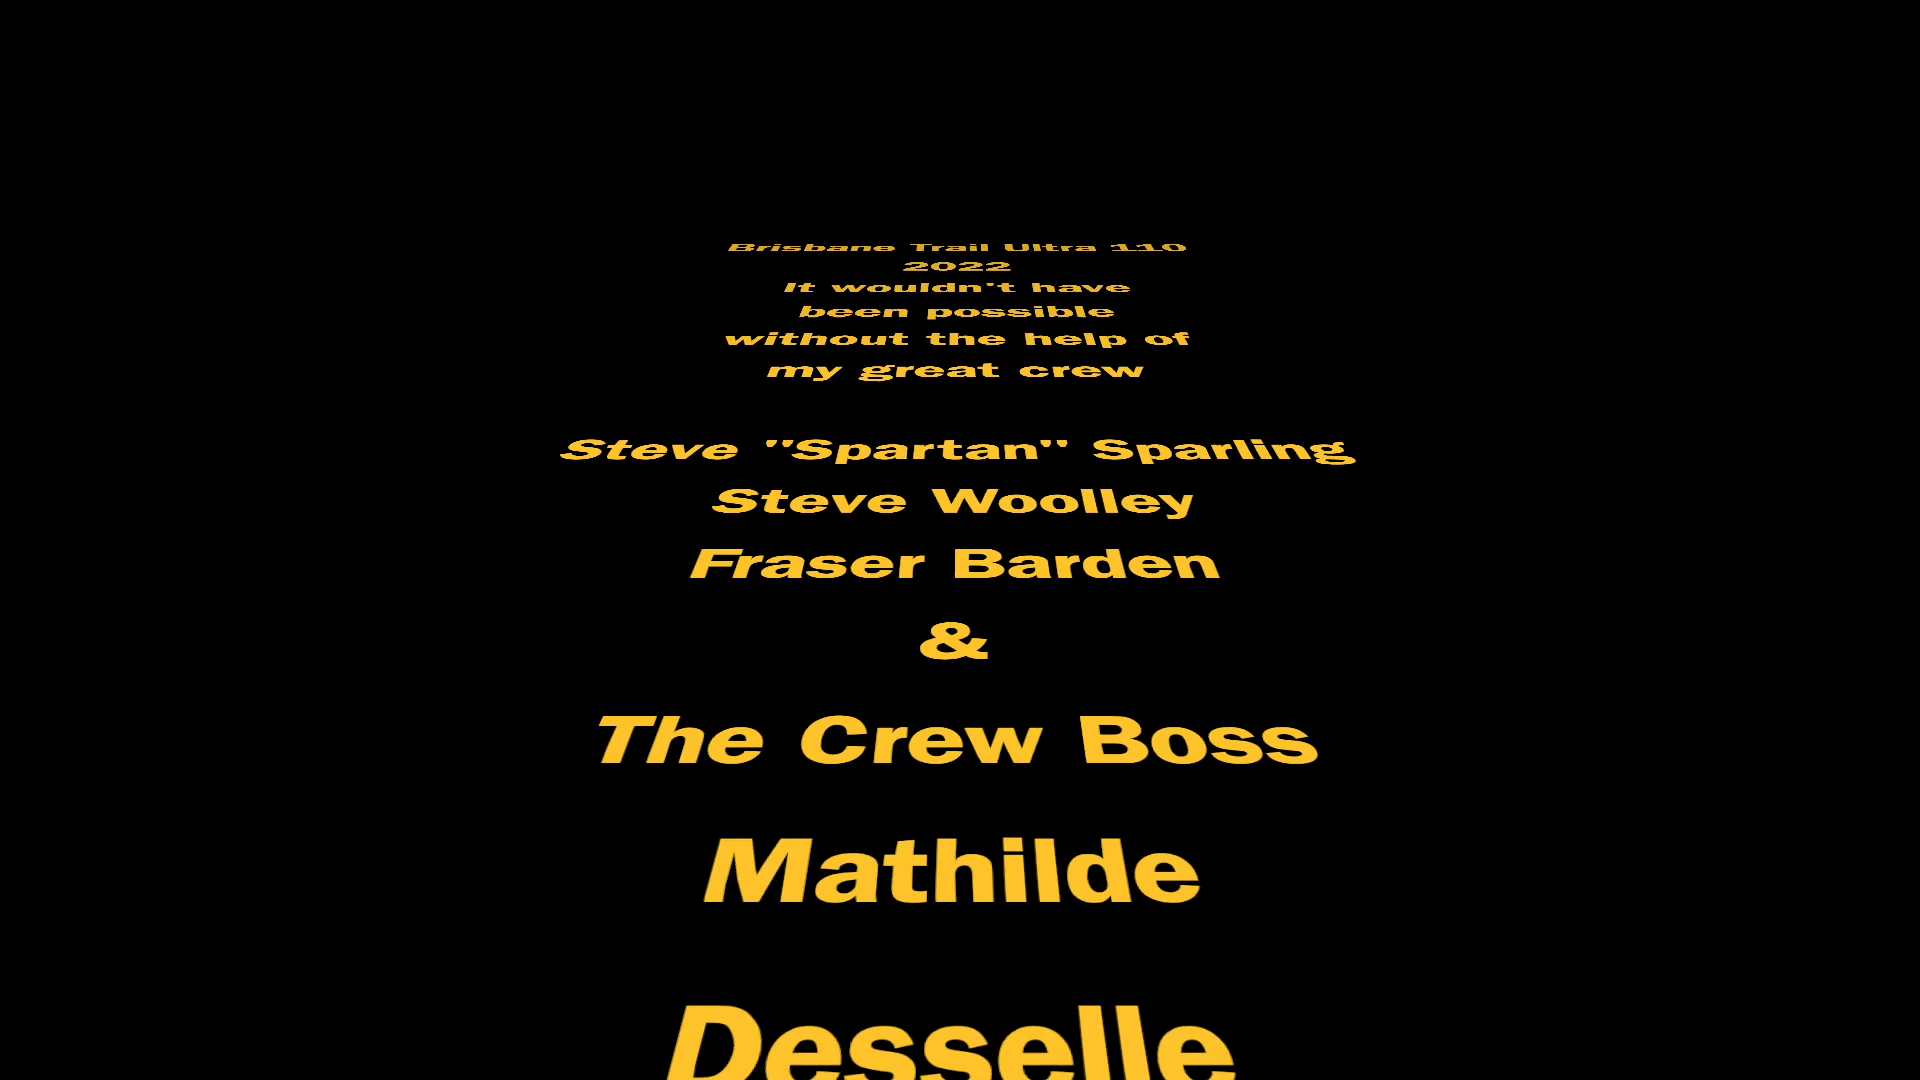 Brisbane Trail Ultra 110
2022
It wouldn't have
been possible
without the help of
my great crew
Steve "Spartan" Sparling
Steve Woolley
Fraser Barden
&
The Crew Boss
Mathilde
Desselle